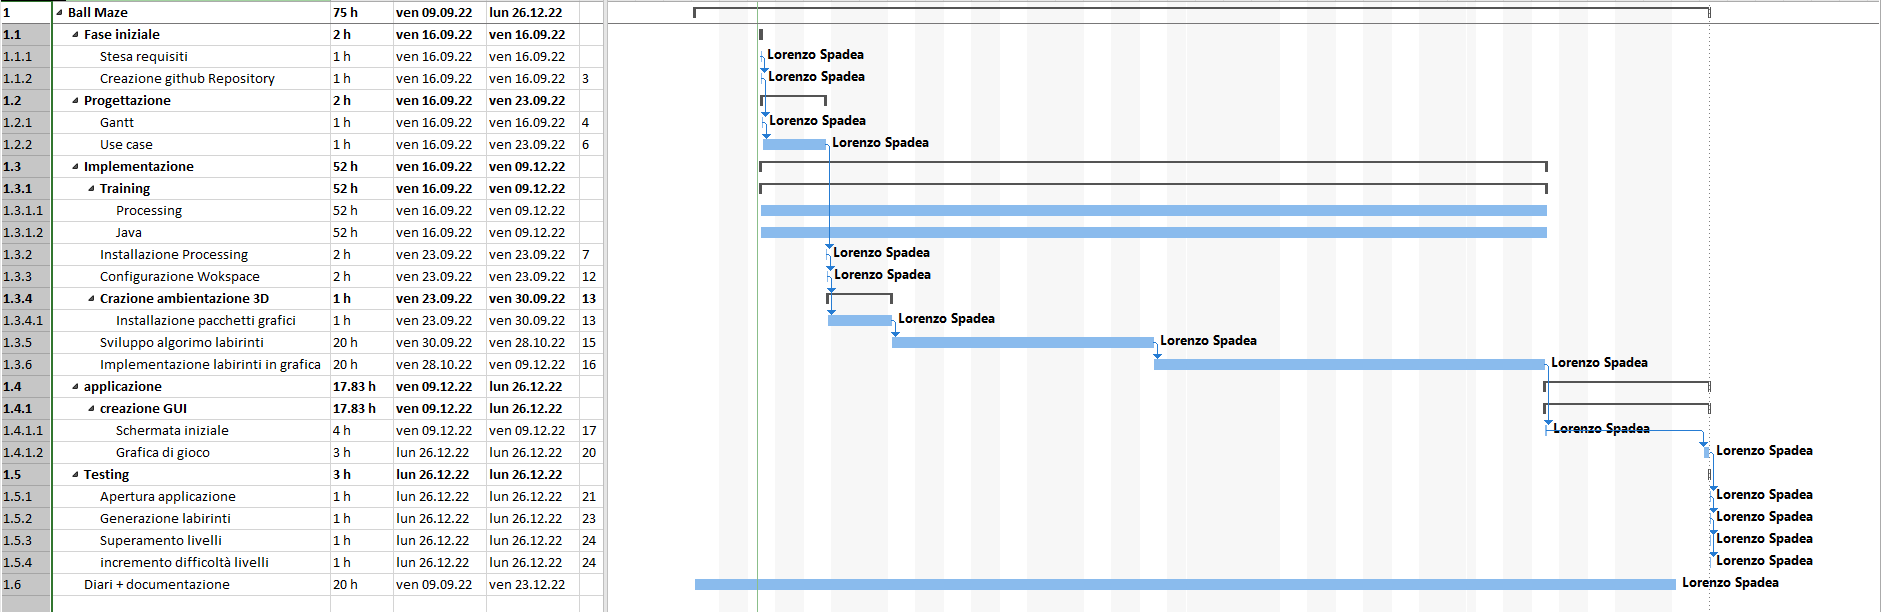 1 Ball Maze 75 h ven 09.09.22 lun 26.12.22
1.1 Fase iniziale 2 h ven 16.09.22 ven 16.09.22
1.1.1 Stesa requisiti 1 h ven 16.09.22 ven 16.09.22 Lorenzo Spadea
1.1.2 Creazione github Repository 1 h ven 16.09.22 ven 16.09.22 3 Lorenzo Spadea
1.2 Progettazione 2 h ven 16.09.22 ven 23.09.22
1.2.1 Gantt 1 h ven 16.09.22 ven 16.09.22 4 Lorenzo Spadea
1.2.2 Use case 1 h ven 16.09.22 ven 23.09.22 6 Lorenzo Spadea
1.3 Implementazione 52 h ven 16.09.22 ven 09.12.22
1.3.1 Training 52 h ven 16.09.22 ven 09.12.22
1.3.1.1 Processing 52 h ven 16.09.22 ven 09.12.22
1.3.1.2 Java 52 h ven 16.09.22 ven 09.12.22
1.3.2 Installazione Processing 2 h ven 23.09.22 ven 23.09.22 7 Lorenzo Spadea
1.3.3 Configurazione Wokspace 2 h ven 23.09.22 ven 23.09.22 12 Lorenzo Spadea
1.3.4 Crazione ambientazione 3D 1 h ven 23.09.22 ven 30.09.22 13
1.3.4.1 Installazione pacchetti grafici 1 h ven 23.09.22 ven 30.09.22 13 Lorenzo Spadea
1.3.5 Sviluppo algorimo labirinti 20 h ven 30.09.22 ven 28.10.22 15 Lorenzo Spadea
1.3.6 Implementazione labirinti in grafica 20 h ven 28.10.22 ven 09.12.22 16 Lorenzo Spadea
1.4 applicazione 17.83 h ven 09.12.22 lun 26.12.22
1.4.1 creazione GUI 17.83 h ven 09.12.22 lun 26.12.22
1.4.1.1 Schermata iniziale 4 h ven 09.12.22 ven 09.12.22 17 Lorenzo Spadea
1.4.1.2 Grafica di gioco 3 h lun 26.12.22 lun 26.12.22 20 Lorenzo Spadea
1.5 Testing 3 h lun 26.12.22 lun 26.12.22
1.5.1 Apertura applicazione 1 h lun 26.12.22 lun 26.12.22 21 Lorenzo Spadea
1.5.2 Generazione labirinti 1 h lun 26.12.22 lun 26.12.22 23 Lorenzo Spadea
1.5.3 Superamento livelli 1 h lun 26.12.22 lun 26.12.22 24 Lorenzo Spadea
1.5.4 incremento difficoltà livelli 1 h lun 26.12.22 lun 26.12.22 24 Lorenzo Spadea
1.6 Diari + documentazione 20 h ven 09.09.22 ven 23.12.22 Lorenzo Spadea